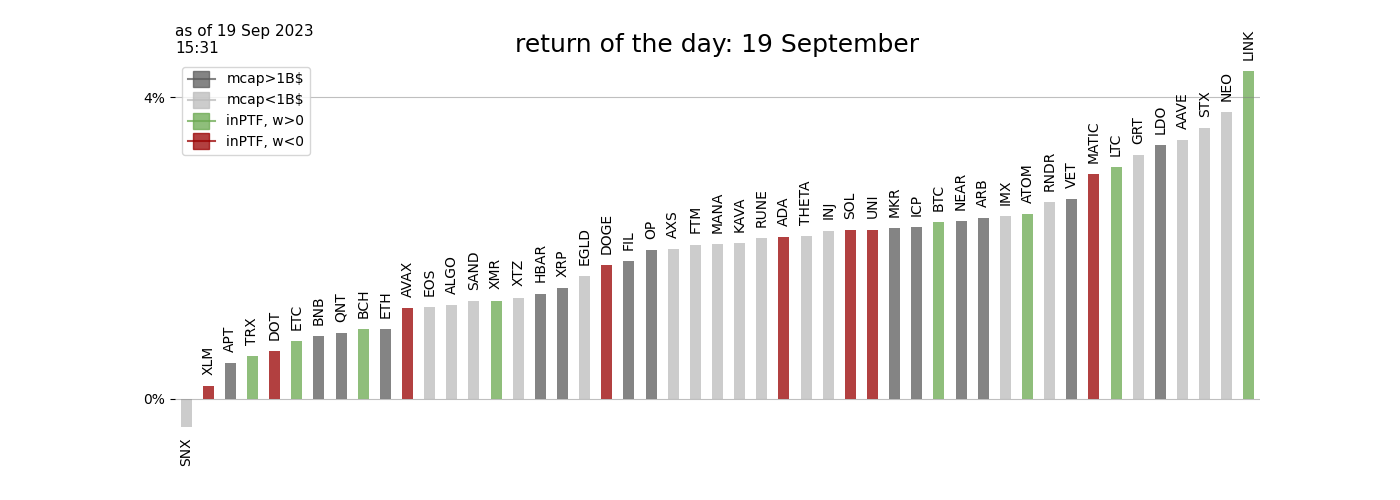 as of 19 Sep 2023
15:31
return of the day: 19 September
mcap>1B$
mcap<1B$
inPTF, w>0
inPTF, w<0
4%
0%
SNX
XLM
APT
TRX
DOT
ETC
BNB
QNT
BCH
ETH
AVAX
EOS
ALGO
SAND
XMR
XTZ
HBAR
XRP
EGLD
DOGE
FIL
OP
AXS
FTM
MANA
KAVA
RUNE
ADA
THETA
INJ
SOL
UNI
MKR
ICP
BTC
NEAR
ARB
IMX
ATOM
RNDR
VET
MATIC
LTC
GRT
LDO
AAVE
STX
NEO
LINK